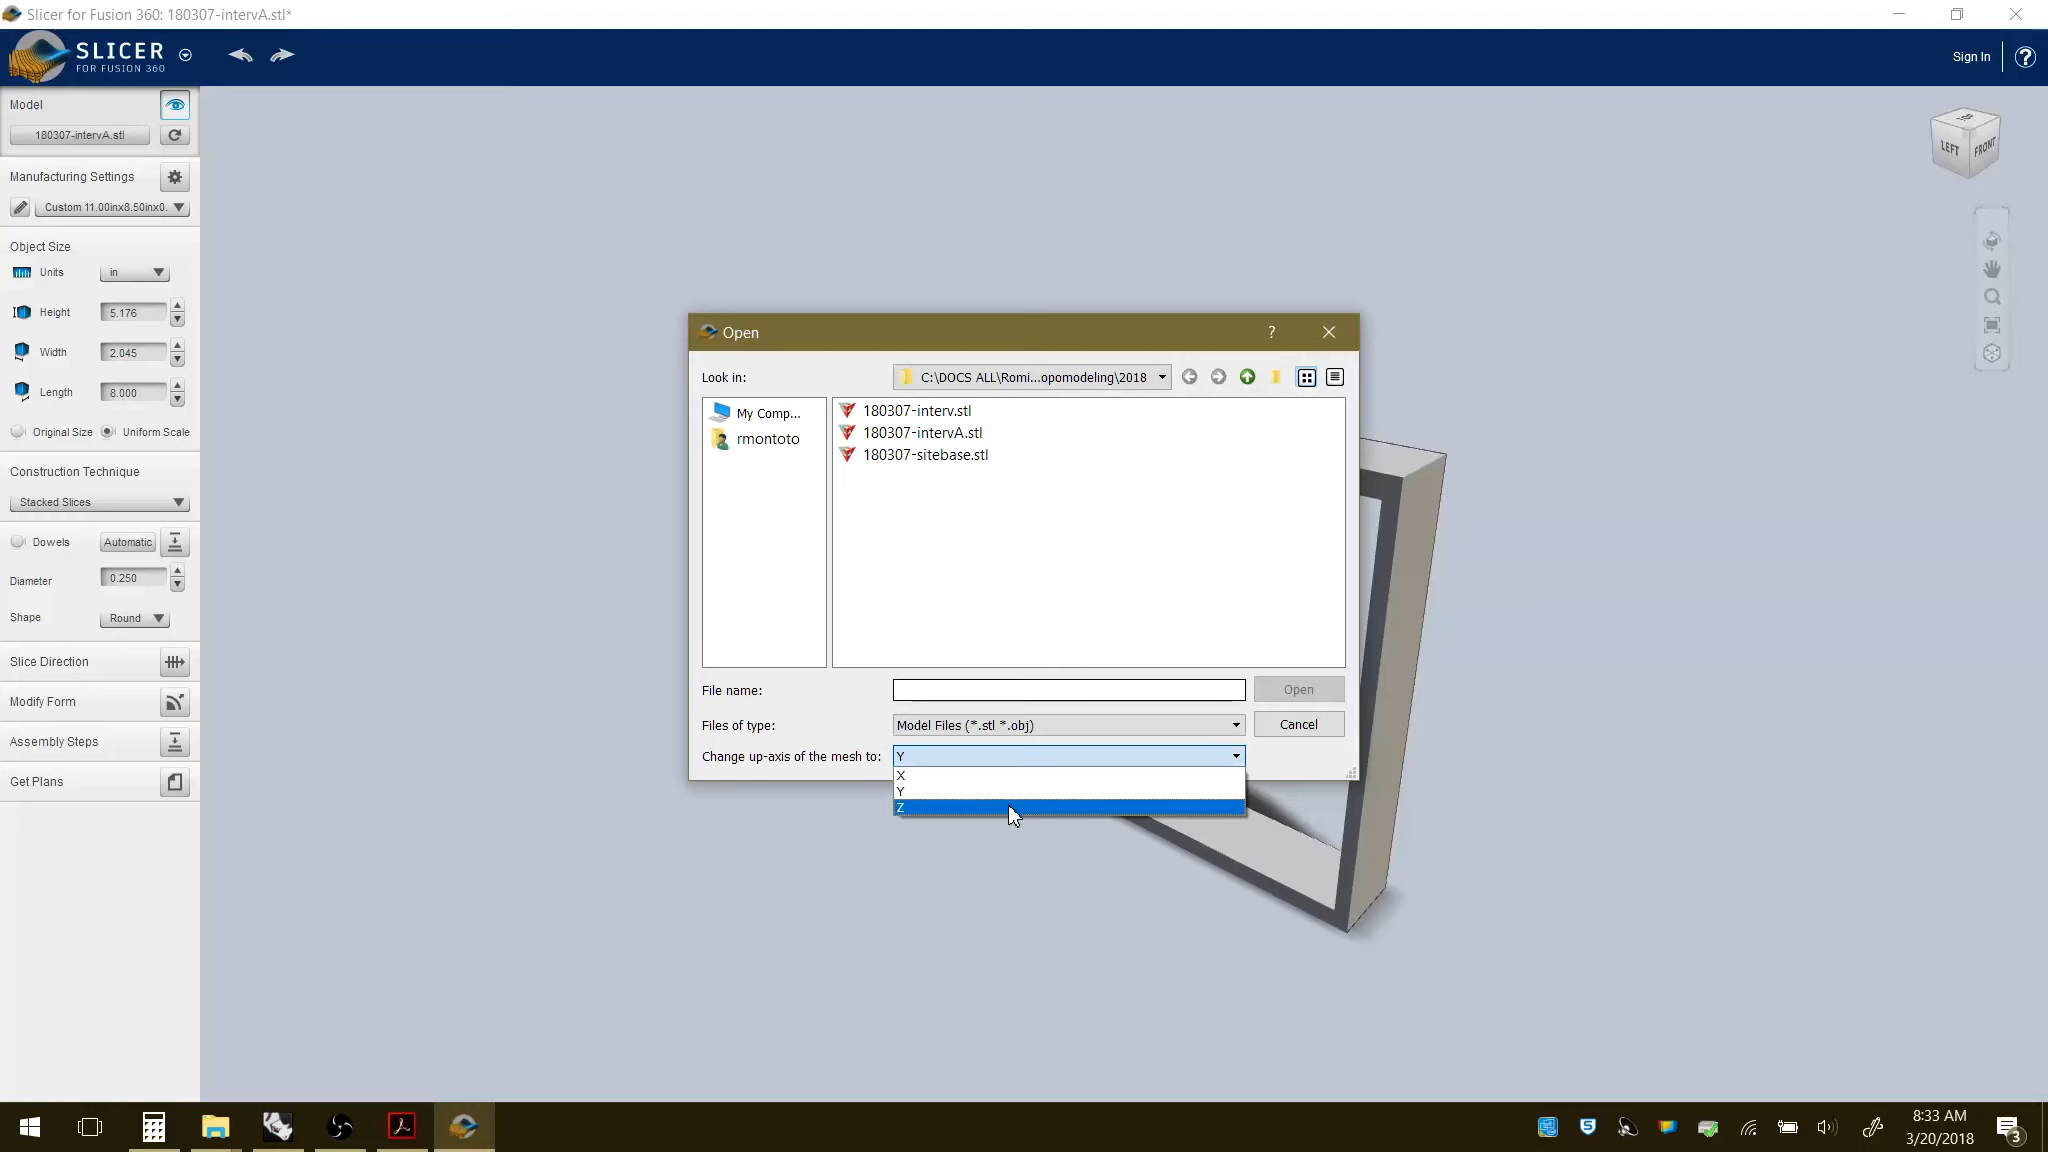 Slicer for Fusion 360: 180307-intervA.stl*
SLICER
FOR FUSION 360
Sign In
?
Model
180307-intervA.stl
Manufacturing Settings
Custom 11.00inx8.50inx0.
Object Size
Units in
Height 5.176
Width 2.045
Length 8.000
Original Size Uniform Scale
Construction Technique
Stacked Slices
Dowels Automatic
Diameter 0.250
Shape Round
Slice Direction
Modify Form
Assembly Steps
Get Plans
LEFT FRONT
Open ?
Look in: C:\DOCS ALL\Romi...opomodeling\2018
My Comp...
rmontoto
180307-interv.stl
180307-intervA.stl
180307-sitebase.stl
File name: Open
Files of type: Model Files (*.stl *.obj) Cancel
Change up-axis of the mesh to: Y
X
Y
Z
8:33 AM
3/20/2018
3